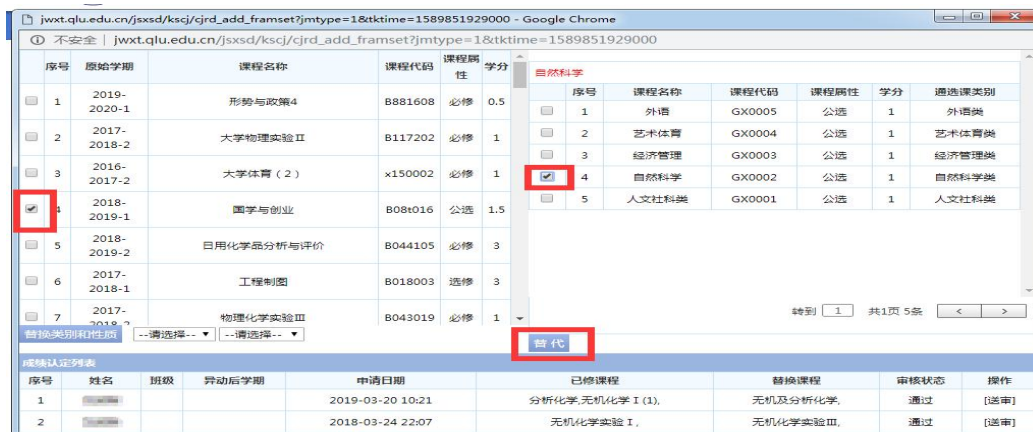 jwxt.qlu.edu.cn/jsxsd/kscj/cjrd_add_framset?jmtype=1&tktime=1589851929000 - Google Chrome
不安全 | jwxt.qlu.edu.cn/jsxsd/kscj/cjrd_add_framset?jmtype=1&tktime=1589851929000
序号 原始学期 课程名称 课程代码 课程属性 学分
1 2019-2020-1 形势与政策4 B881608 必修 0.5
2 2017-2018-2 大学物理实验Ⅱ B117202 必修 1
3 2016-2017-2 大学体育（2） x150002 必修 1
4 2018-2019-1 国学与创业 B08t016 公选 1.5
5 2018-2019-2 日用化学品分析与评价 B044105 必修 3
6 2017-2018-1 工程制图 B018003 选修 3
7 2017-2018-2 物理化学实验Ⅲ B043019 必修 1
自然科学
序号 课程名称 课程代码 课程属性 学分 通选课类别
1 外语 GX0005 公选 1 外语类
2 艺术体育 GX0004 公选 1 艺术体育类
3 经济管理 GX0003 公选 1 经济管理类
4 自然科学 GX0002 公选 1 自然科学类
5 人文社科类 GX0001 公选 1 人文社科类
转到 1 共1页 5条 < >
替换类别和性质 --请选择-- --请选择--
替代
成绩认定列表
序号 姓名 班级 异动后学期 申请日期 已修课程 替换课程 审核状态 操作
1 2019-03-20 10:21 分析化学,无机化学Ⅰ(1), 无机及分析化学, 通过 [送审]
2 2018-03-24 22:07 无机化学实验Ⅰ, 无机化学实验Ⅲ, 通过 [送审]